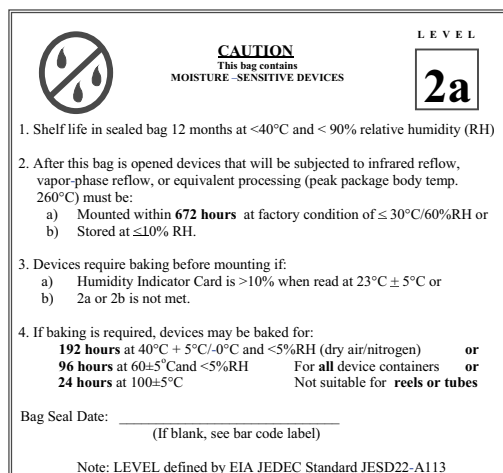 LEVEL
CAUTION
This bag contains
MOISTURE –SENSITIVE DEVICES
2a
1. Shelf life in sealed bag 12 months at <40°C and < 90% relative humidity (RH)
2. After this bag is opened devices that will be subjected to infrared reflow,
vapor-phase reflow, or equivalent processing (peak package body temp.
260°C) must be:
a) Mounted within 672 hours at factory condition of ≤ 30°C/60%RH or
b) Stored at ≤10% RH.
3. Devices require baking before mounting if:
a) Humidity Indicator Card is >10% when read at 23°C ± 5°C or
b) 2a or 2b is not met.
4. If baking is required, devices may be baked for:
192 hours at 40°C + 5°C/-0°C and <5%RH (dry air/nitrogen) or
96 hours at 60±5°Cand <5%RH For all device containers or
24 hours at 100±5°C Not suitable for reels or tubes
Bag Seal Date: ____________________________
(If blank, see bar code label)
Note: LEVEL defined by EIA JEDEC Standard JESD22-A113